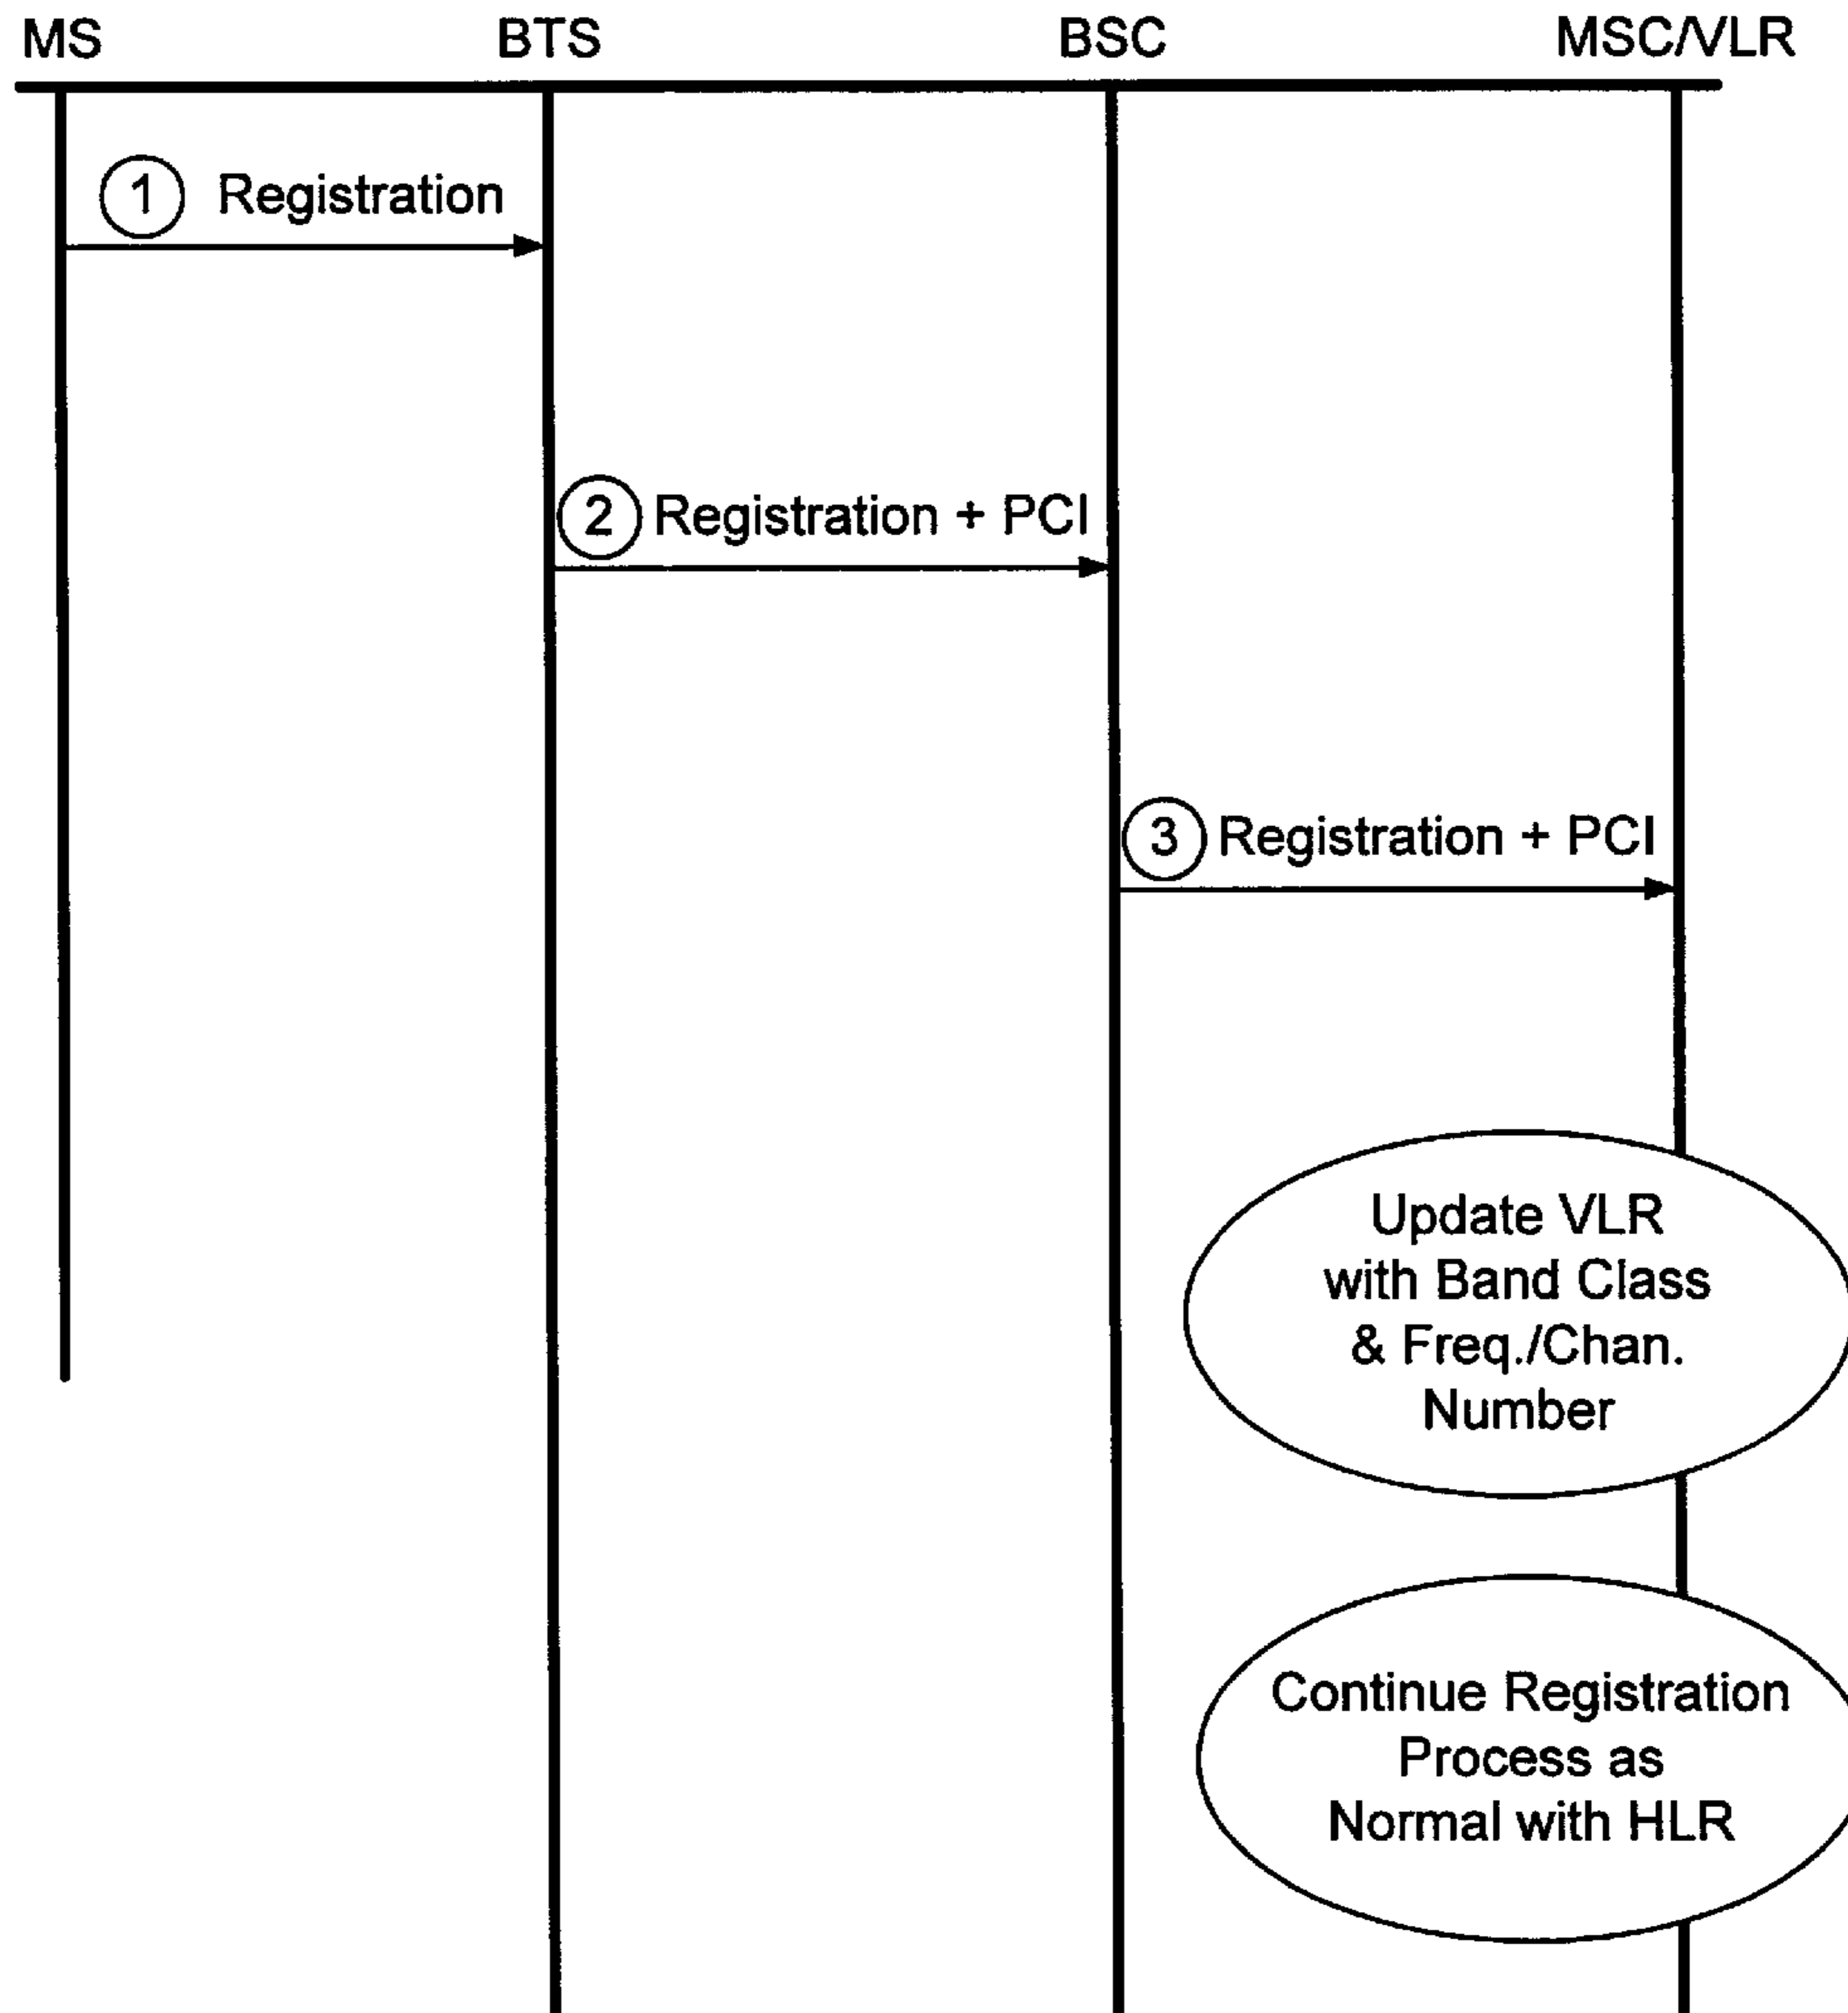 MS BTS BSC MSC/VLR
1 Registration
2 Registration + PCI
3 Registration + PCI
Update VLR
with Band Class
& Freq./Chan.
Number
Continue Registration
Process as
Normal with HLR